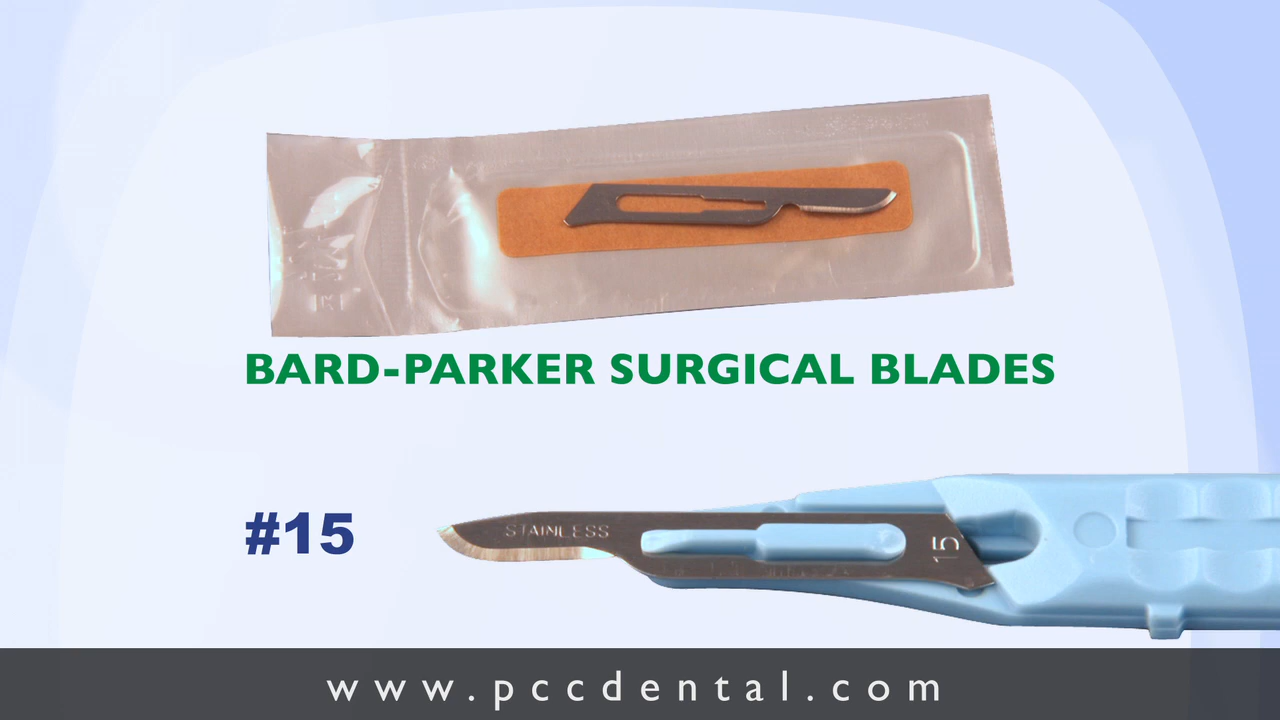 BARD-PARKER SURGICAL BLADES
#15
STAINLESS
15
www.pccdental.com